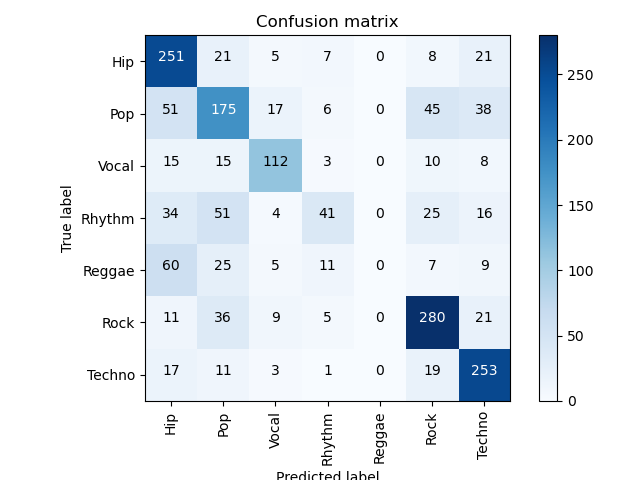 Confusion matrix
True label
Hip 251 21 5 7 0 8 21
Pop 51 175 17 6 0 45 38
Vocal 15 15 112 3 0 10 8
Rhythm 34 51 4 41 0 25 16
Reggae 60 25 5 11 0 7 9
Rock 11 36 9 5 0 280 21
Techno 17 11 3 1 0 19 253
Hip Pop Vocal Rhythm Reggae Rock Techno
Predicted label
250
200
150
100
50
0